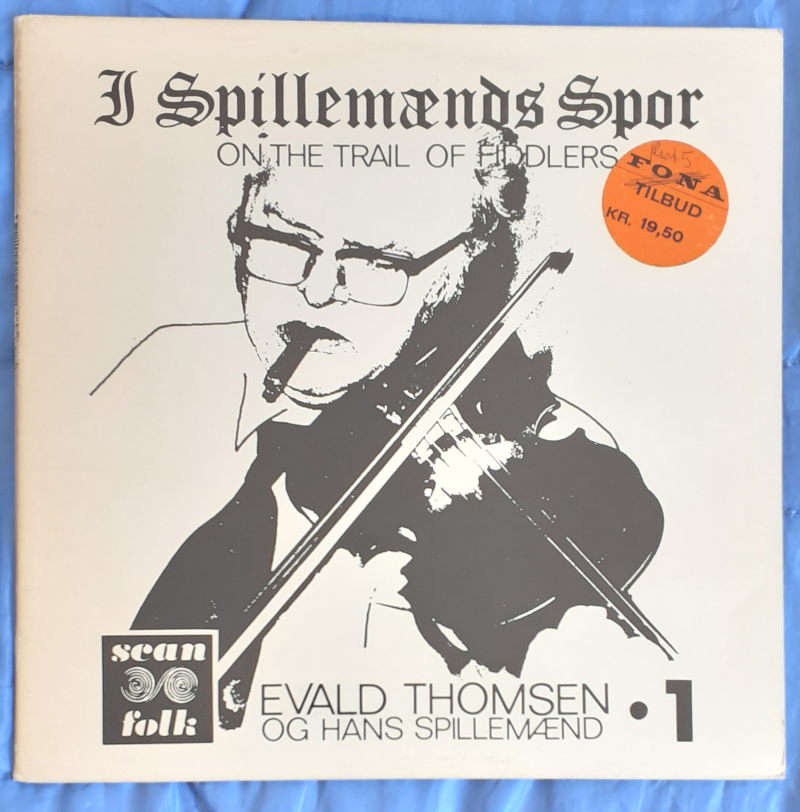 I Spillemænds Spor
ON THE TRAIL OF FIDDLERS
FONA
TILBUD
KR. 19,50
scan
folk
EVALD THOMSEN
OG HANS SPILLEMÆND
• 1